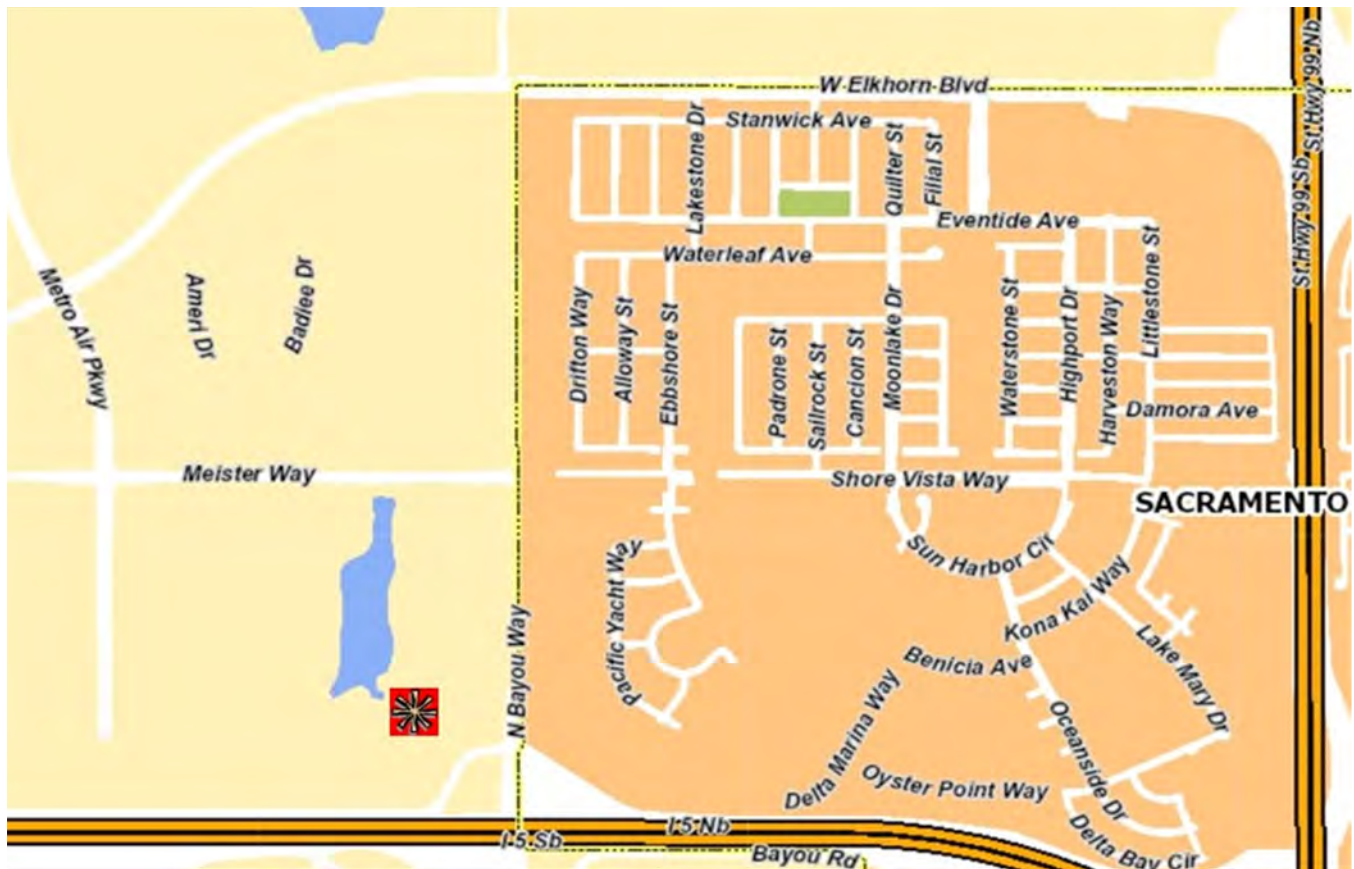 W Elkhorn Blvd
St Hwy 99 Nb
St Hwy 99 Sb
Stanwick Ave
Lakestone Dr
Quilter St
Filial St
Eventide Ave
Waterleaf Ave
Littlestone St
Metro Air Pkwy
Ameri Dr
Badlee Dr
Drifton Way
Alloway St
Ebbshore St
Padrone St
Sailrock St
Cancion St
Moonlake Dr
Waterstone St
Highport Dr
Harveston Way
Damora Ave
Meister Way
Shore Vista Way
SACRAMENTO
Sun Harbor Cir
Pacific Yacht Way
Kona Kai Way
N Bayou Way
Benicia Ave
Lake Mary Dr
Delta Marina Way
Oceanside Dr
Oyster Point Way
I 5 Nb
I 5 Sb
Bayou Rd
Delta Bay Cir